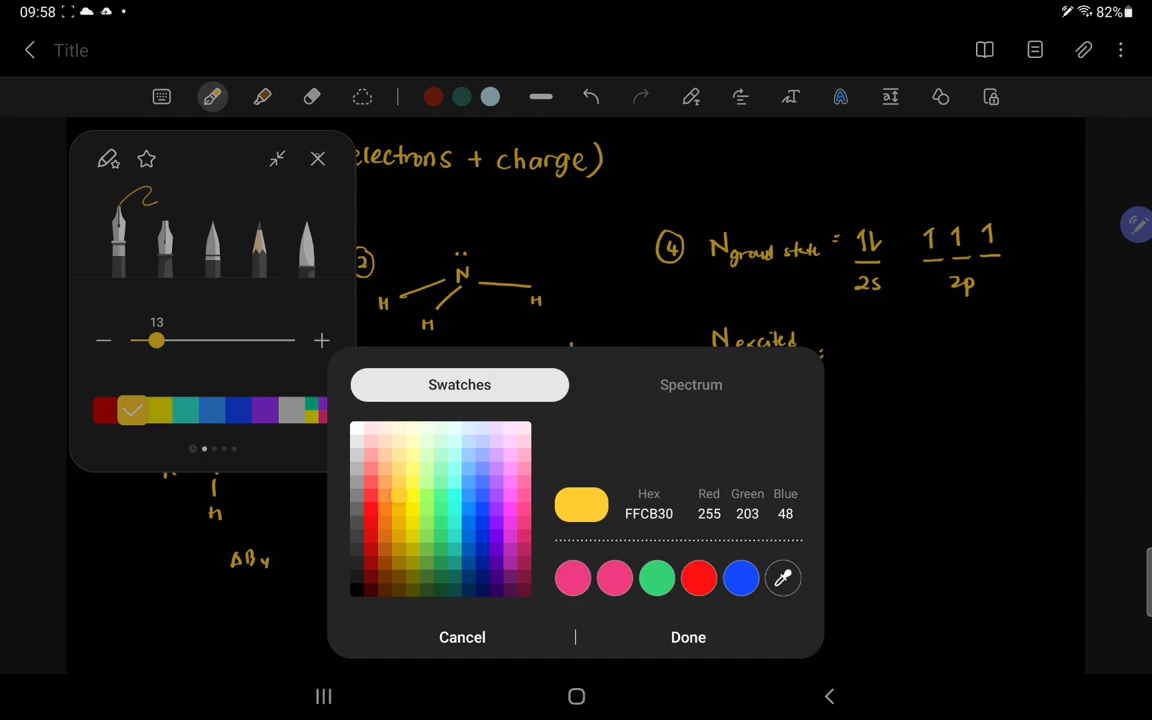 09:58
82%
Title
electrons + charge)
2
N
H
H
H
4 N ground state = 1l 1 1 1
2s 2p
N excited =
13
H
AB4
Swatches
Spectrum
Hex Red Green Blue
FFCB30 255 203 48
Cancel
Done